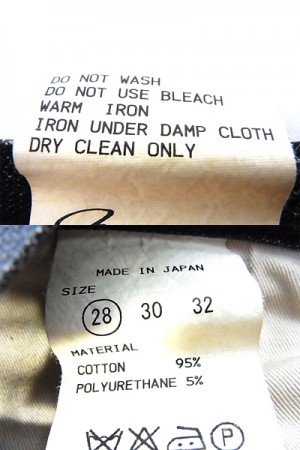 DO NOT WASH
DO NOT USE BLEACH
WARM IRON
IRON UNDER DAMP CLOTH
DRY CLEAN ONLY
MADE IN JAPAN
SIZE
28 30 32
MATERIAL
COTTON 95%
POLYURETHANE 5%
P